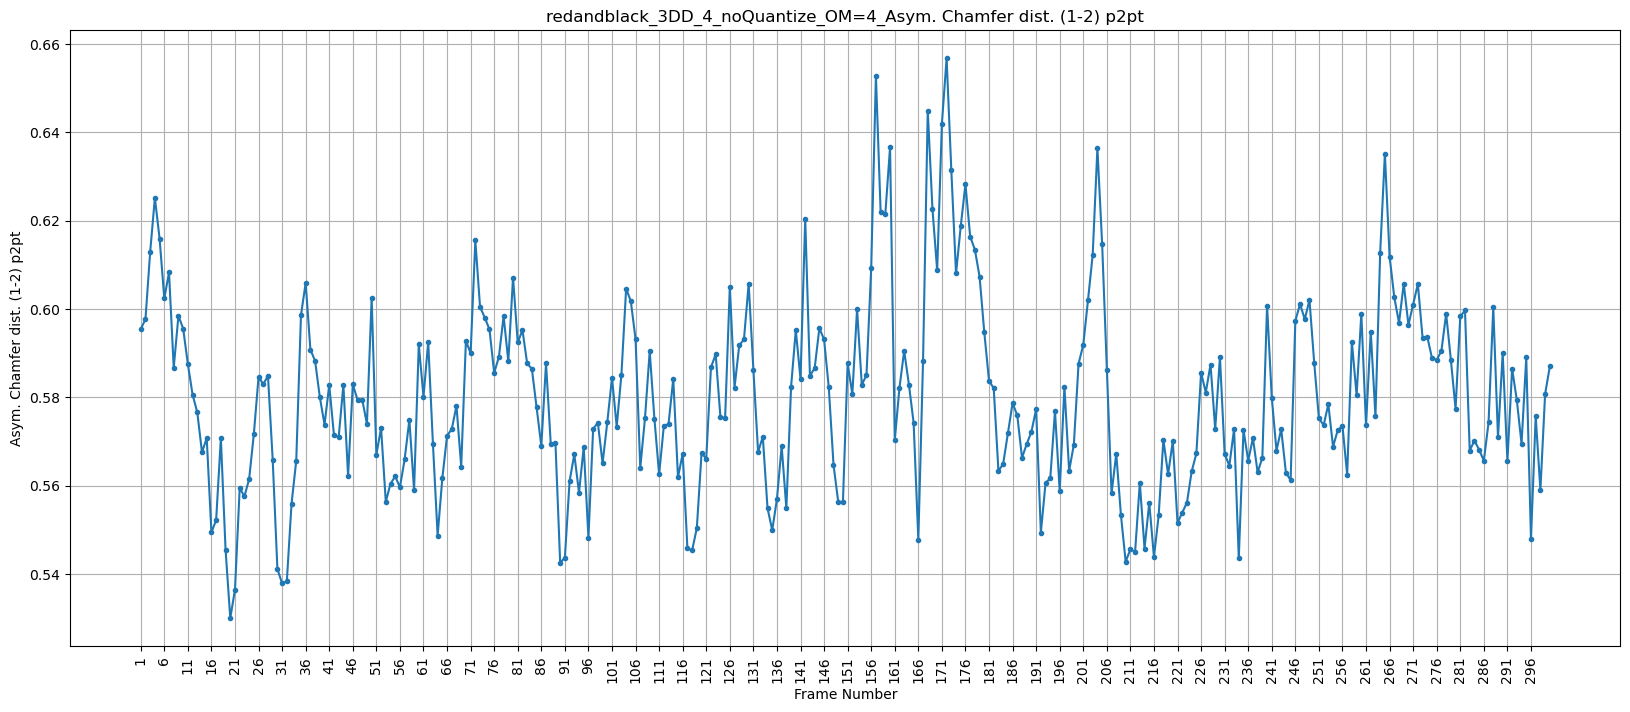 redandblack_3DD_4_noQuantize_OM=4_Asym. Chamfer dist. (1-2) p2pt
Asym. Chamfer dist. (1-2) p2pt
0.66
0.64
0.62
0.60
0.58
0.56
0.54
1 6 11 16 21 26 31 36 41 46 51 56 61 66 71 76 81 86 91 96 101 106 111 116 121 126 131 136 141 146 151 156 161 166 171 176 181 186 191 196 201 206 211 216 221 226 231 236 241 246 251 256 261 266 271 276 281 286 291 296
Frame Number